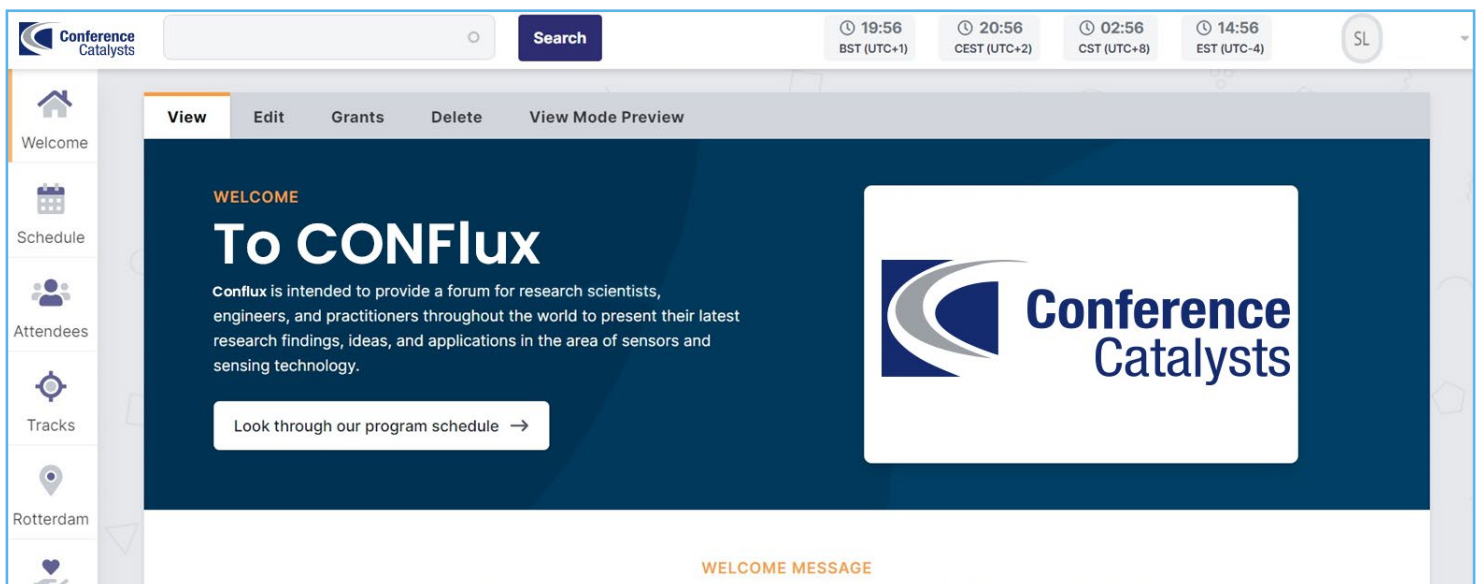 Conference
Catalysts
Search
19:56
BST (UTC+1)
20:56
CEST (UTC+2)
02:56
CST (UTC+8)
14:56
EST (UTC-4)
SL
Welcome
Schedule
Attendees
Tracks
Rotterdam
View Edit Grants Delete View Mode Preview
WELCOME
To CONFlux
Conflux is intended to provide a forum for research scientists,
engineers, and practitioners throughout the world to present their latest
research findings, ideas, and applications in the area of sensors and
sensing technology.
Look through our program schedule →
Conference
Catalysts
WELCOME MESSAGE